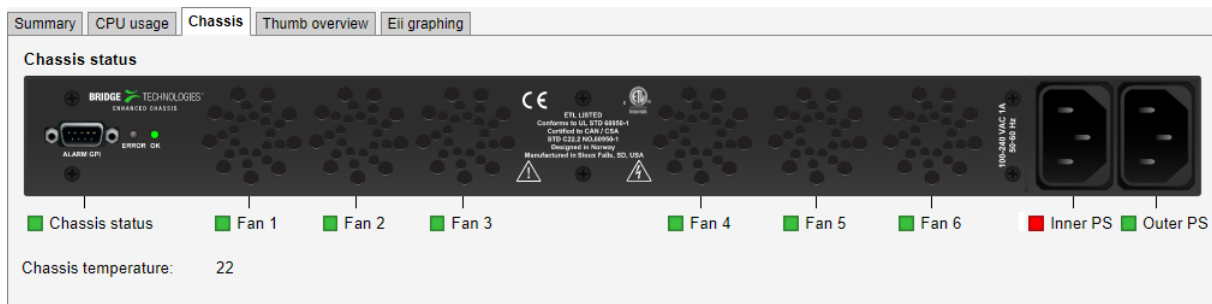 Summary
CPU usage
Chassis
Thumb overview
Eii graphing
Chassis status
BRIDGE TECHNOLOGIES
ENHANCED CHASSIS
ALARM GPI
ERROR OK
CE
ETL LISTED
Conforms to UL STD 60950-1
Certified to CAN / CSA
STD C22.2 NO.60950-1
Designed in Norway
Manufactured in Sioux Falls, SD, USA
100-240 VAC 1A
50-60 Hz
Chassis status
Fan 1
Fan 2
Fan 3
Fan 4
Fan 5
Fan 6
Inner PS
Outer PS
Chassis temperature: 22